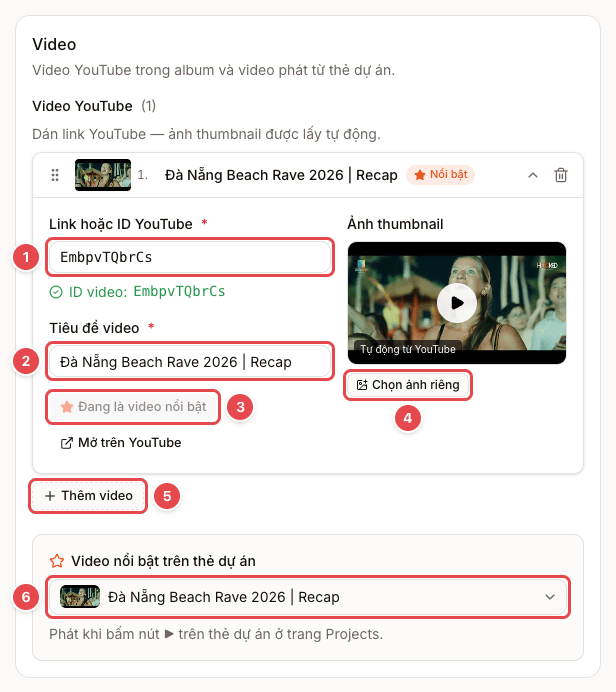 Video
Video YouTube trong album và video phát từ thẻ dự án.
Video YouTube (1)
Dán link YouTube — ảnh thumbnail được lấy tự động.
1. Đà Nẵng Beach Rave 2026 | Recap Nổi bật
Link hoặc ID YouTube *
1 EmbpvTQbrCs
ID video: EmbpvTQbrCs
Tiêu đề video *
2 Đà Nẵng Beach Rave 2026 | Recap
Đang là video nổi bật 3
Mở trên YouTube
Ảnh thumbnail
Tự động từ YouTube
Chọn ảnh riêng
4
Thêm video 5
Video nổi bật trên thẻ dự án
6 Đà Nẵng Beach Rave 2026 | Recap
Phát khi bấm nút ▶ trên thẻ dự án ở trang Projects.